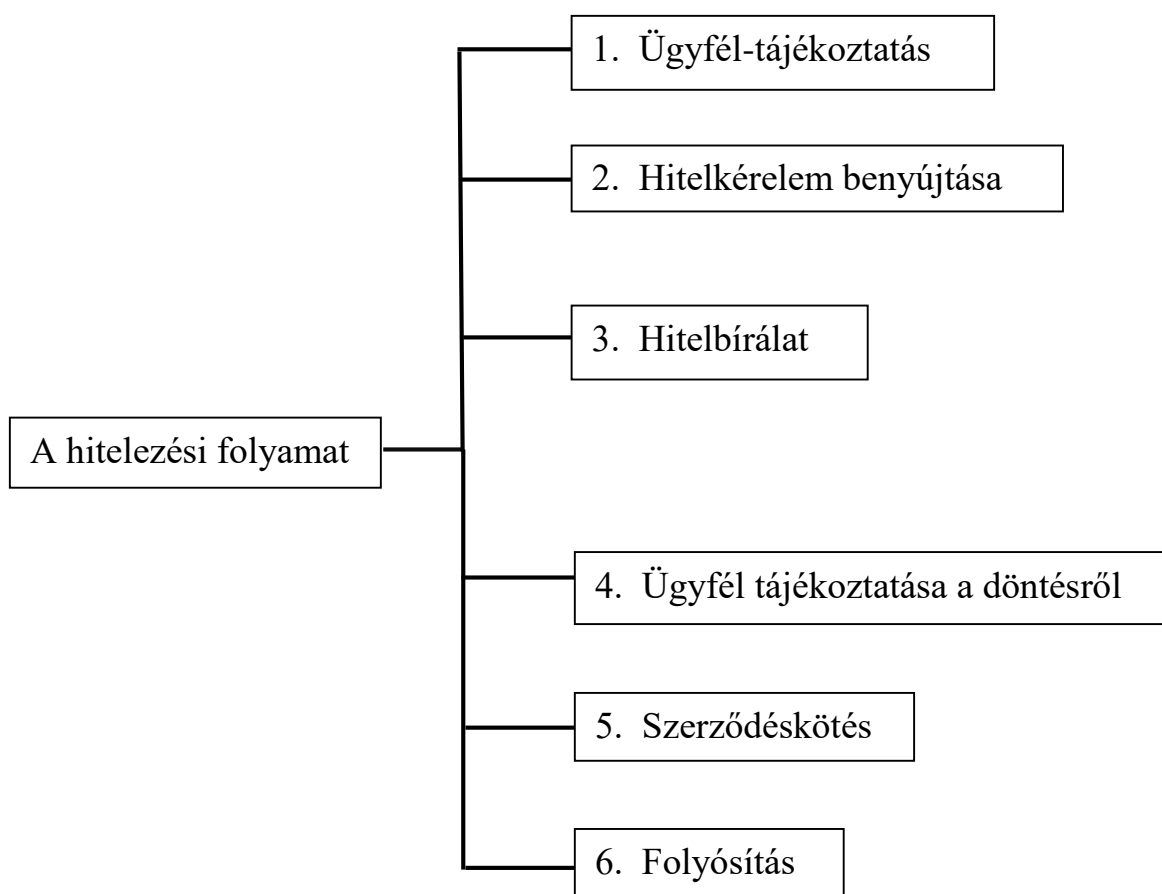 1. Ügyfél-tájékoztatás
2. Hitelkérelem benyújtása
3. Hitelbírálat
A hitelezési folyamat
4. Ügyfél tájékoztatása a döntésről
5. Szerződéskötés
6. Folyósítás